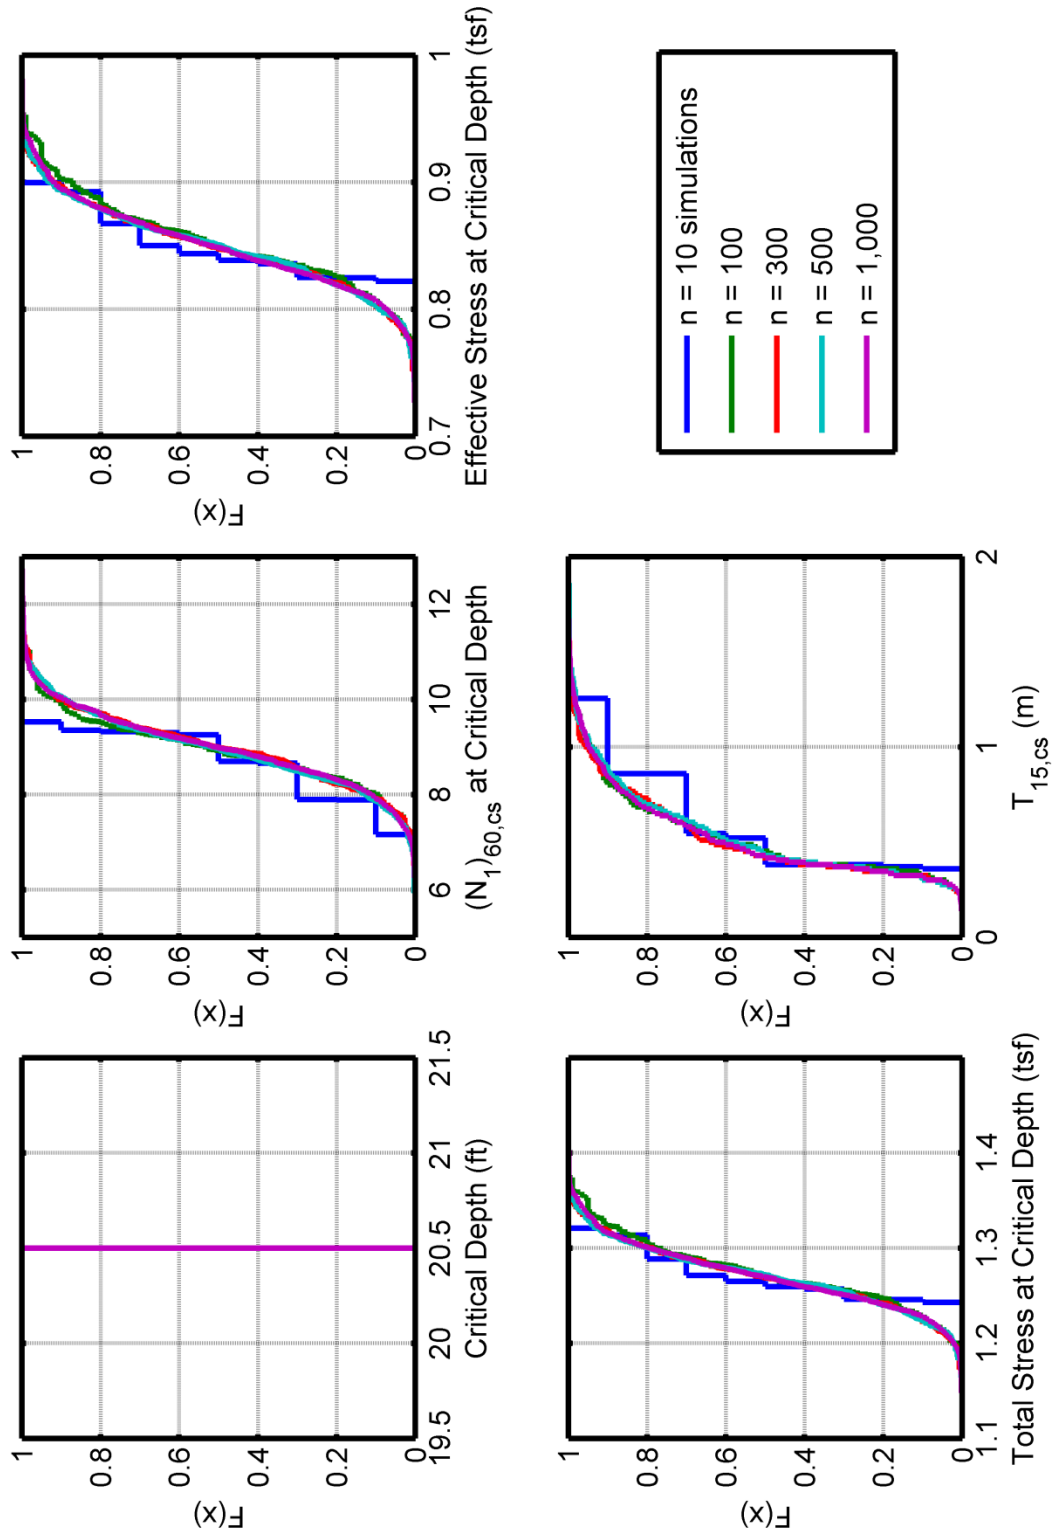 F(x)
1
0.8
0.6
0.4
0.2
0
19.5 20 20.5 21 21.5
Critical Depth (ft)
F(x)
1
0.8
0.6
0.4
0.2
0
6 8 10 12
(N1)60,cs at Critical Depth
F(x)
1
0.8
0.6
0.4
0.2
0
0.7 0.8 0.9 1
Effective Stress at Critical Depth (tsf)
F(x)
1
0.8
0.6
0.4
0.2
0
1.1 1.2 1.3 1.4
Total Stress at Critical Depth (tsf)
F(x)
1
0.8
0.6
0.4
0.2
0
0 1 2
T15,cs (m)
n = 10 simulations
n = 100
n = 300
n = 500
n = 1,000